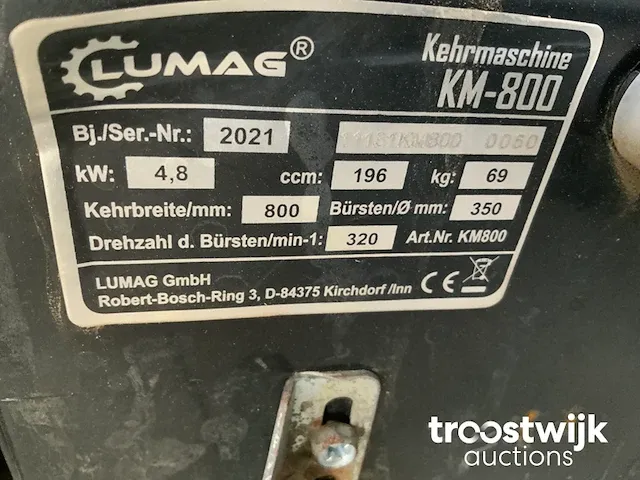 LUMAG®
Kehrmaschine
KM-800
Bj./Ser.-Nr.: 2021 0050
kW: 4,8 ccm: 196 kg: 69
Kehrbreite/mm: 800 Bürsten/Ø mm: 350
Drehzahl d. Bürsten/min-1: 320 Art.Nr. KM800
LUMAG GmbH
Robert-Bosch-Ring 3, D-84375 Kirchdorf /Inn CE
troostwijk
auctions